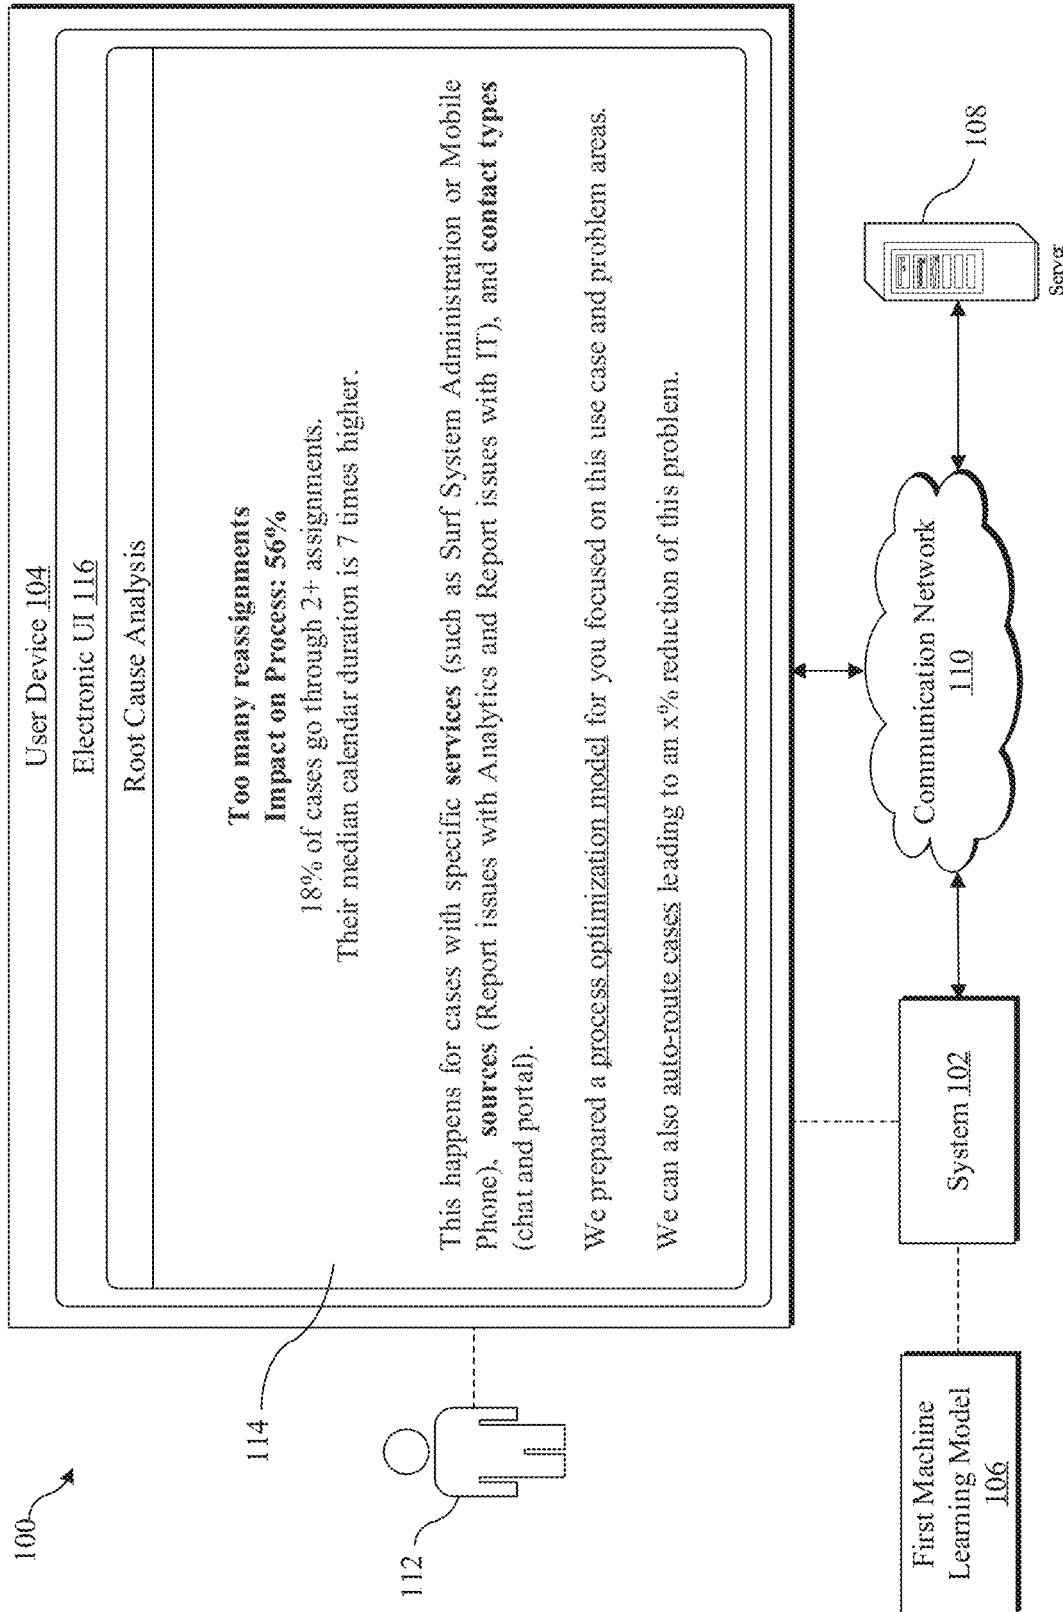 100
User Device 104
Electronic UI 116
Root Cause Analysis
Too many reassignments
Impact on Process: 56%
18% of cases go through 2+ assignments.
Their median calendar duration is 7 times higher.
This happens for cases with specific services (such as Surf System Administration or Mobile
Phone), sources (Report issues with Analytics and Report issues with IT), and contact types
(chat and portal).
We prepared a process optimization model for you focused on this use case and problem areas.
We can also auto-route cases leading to an x% reduction of this problem.
114
112
First Machine
Learning Model
106
System 102
Communication Network
110
108
Server